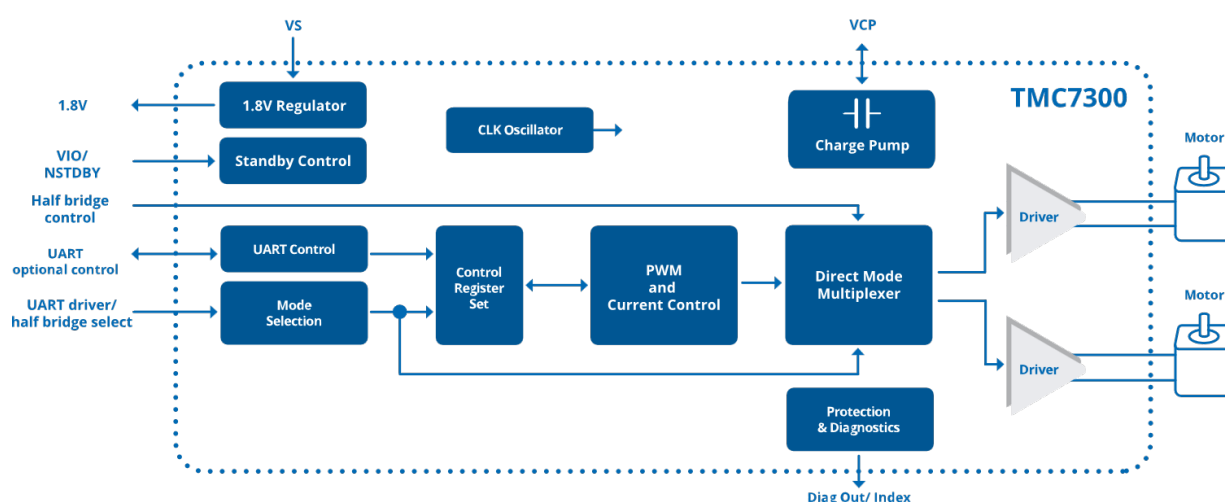 VS
VCP
TMC7300
1.8V
1.8V Regulator
CLK Oscillator
Charge Pump
VIO/
NSTDBY
Standby Control
Motor
Half bridge
control
Driver
UART
optional control
UART Control
Control
Register
Set
PWM
and
Current Control
Direct Mode
Multiplexer
UART driver/
half bridge select
Mode
Selection
Motor
Driver
Protection
& Diagnostics
Diag Out/ Index